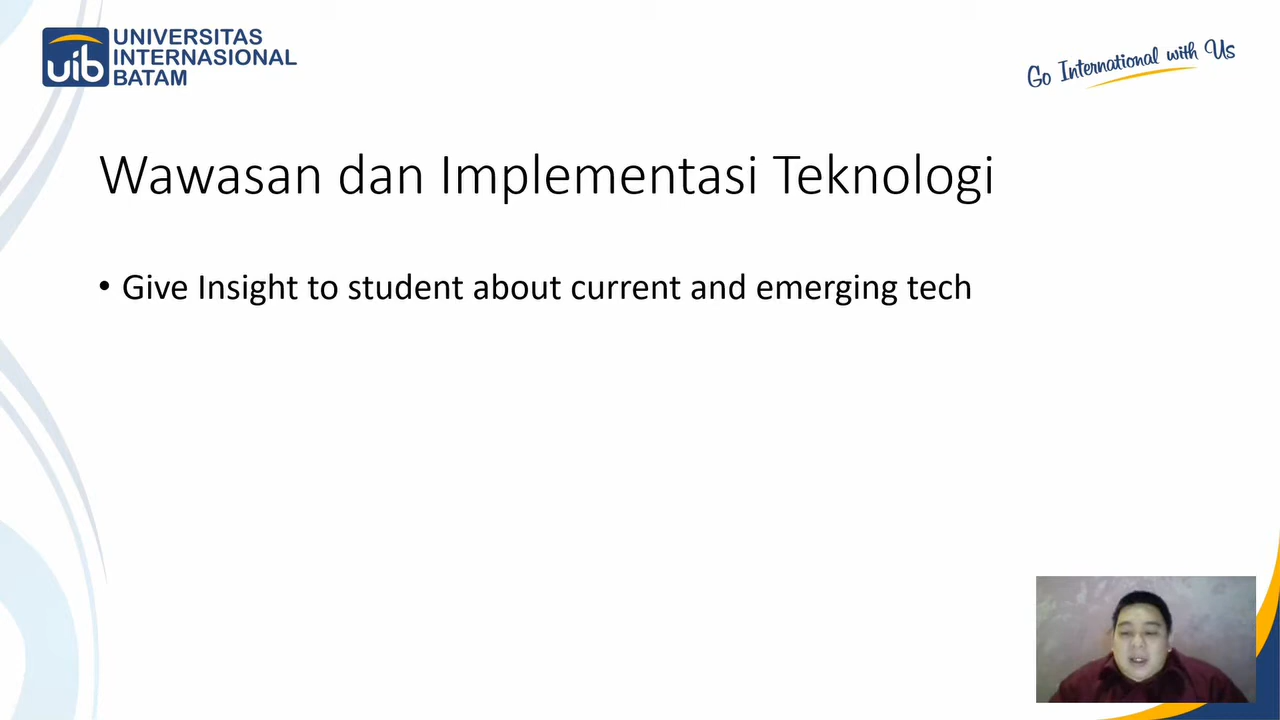 uib
UNIVERSITAS
INTERNASIONAL
BATAM
Go International with Us
Wawasan dan Implementasi Teknologi
• Give Insight to student about current and emerging tech